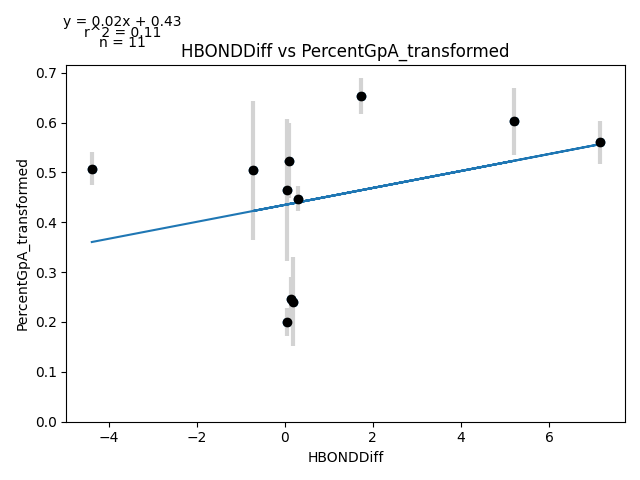 y = 0.02x + 0.43
r^2 = 0.11
n = 11
HBONDDiff vs PercentGpA_transformed
0.7
0.6
0.5
0.4
0.3
0.2
0.1
0.0
PercentGpA_transformed
−4 −2 0 2 4 6
HBONDDiff